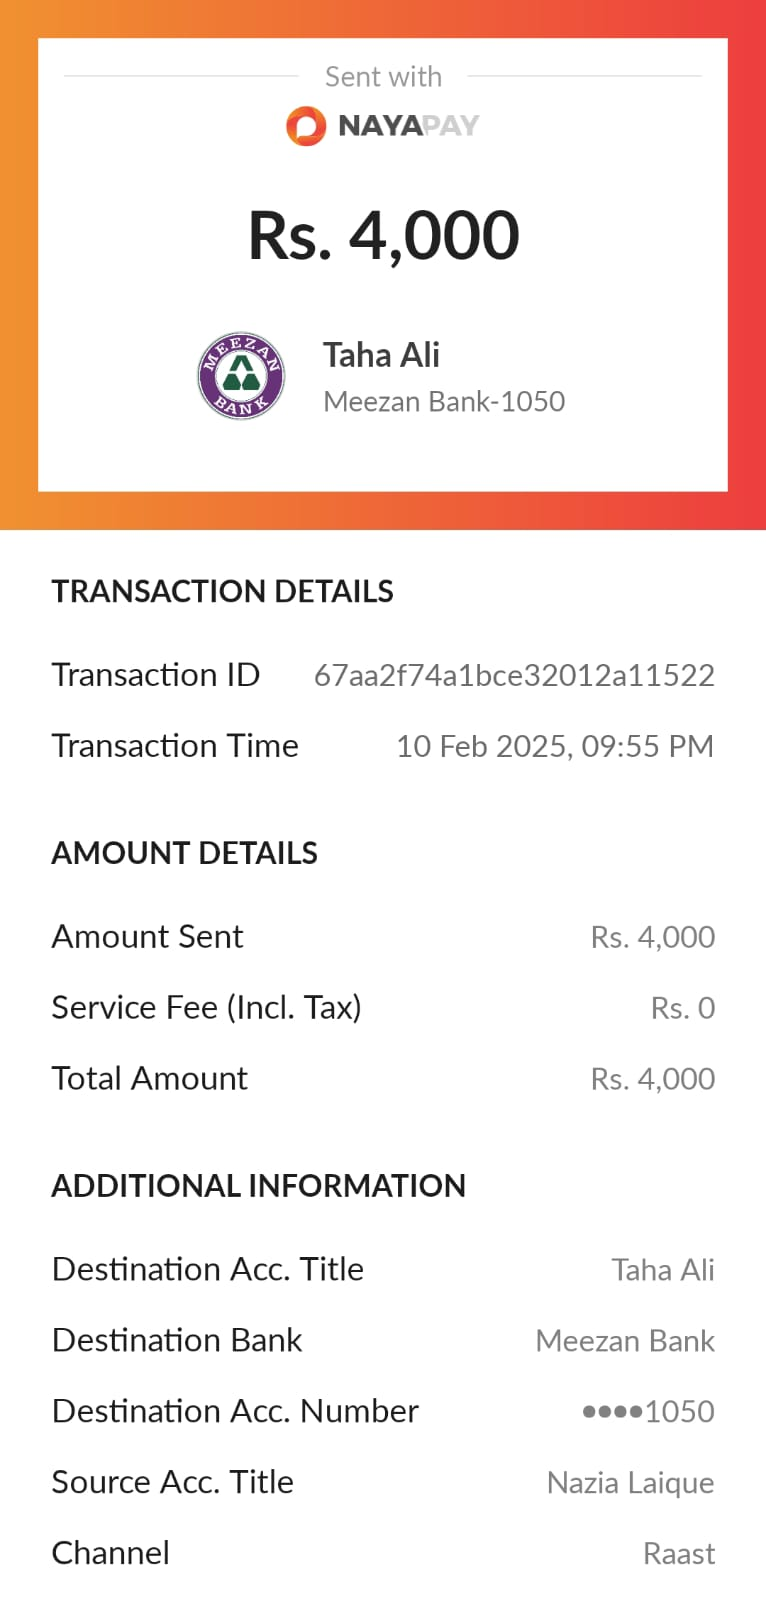 Sent with
NAYAPAY
Rs. 4,000
MEEZAN BANK
Taha Ali
Meezan Bank-1050
TRANSACTION DETAILS
Transaction ID 67aa2f74a1bce32012a11522
Transaction Time 10 Feb 2025, 09:55 PM
AMOUNT DETAILS
Amount Sent Rs. 4,000
Service Fee (Incl. Tax) Rs. 0
Total Amount Rs. 4,000
ADDITIONAL INFORMATION
Destination Acc. Title Taha Ali
Destination Bank Meezan Bank
Destination Acc. Number ●●●●1050
Source Acc. Title Nazia Laique
Channel Raast